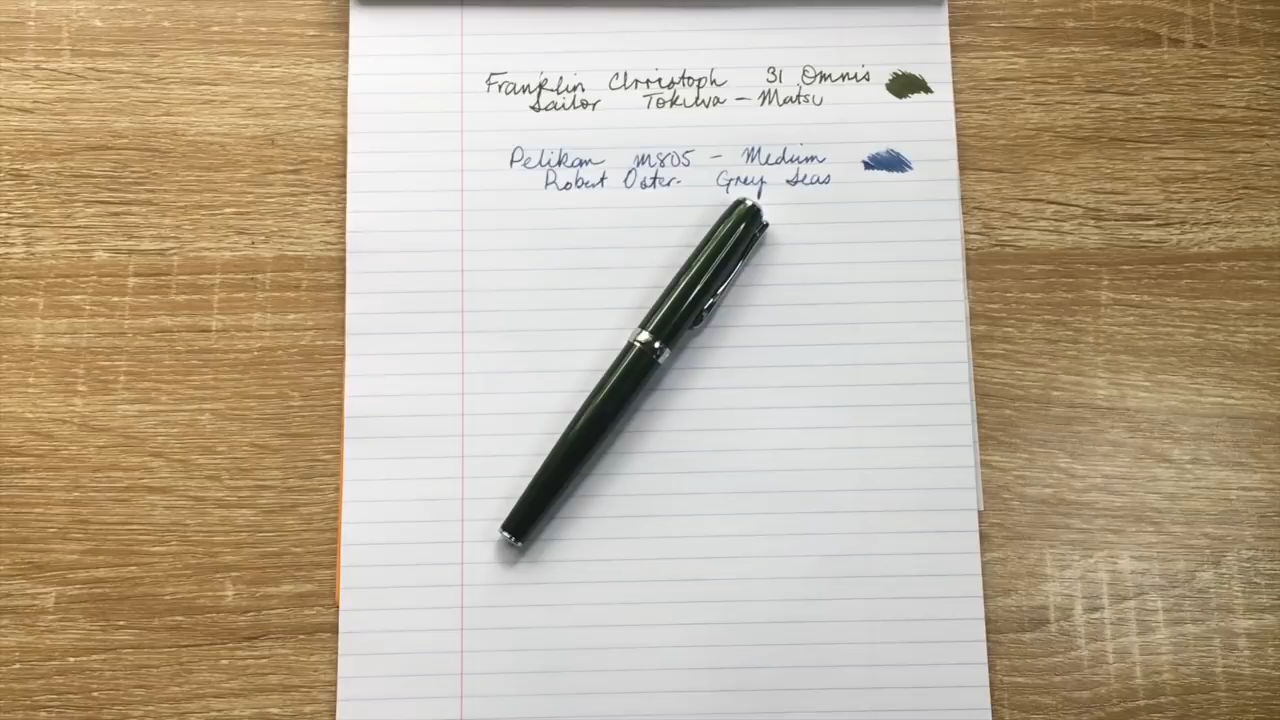 Franklin Christoph 31 Omnis
Sailor Tokiwa - Matsu
Pelikan M805 - Medium
Robert Oster - Grey Seas